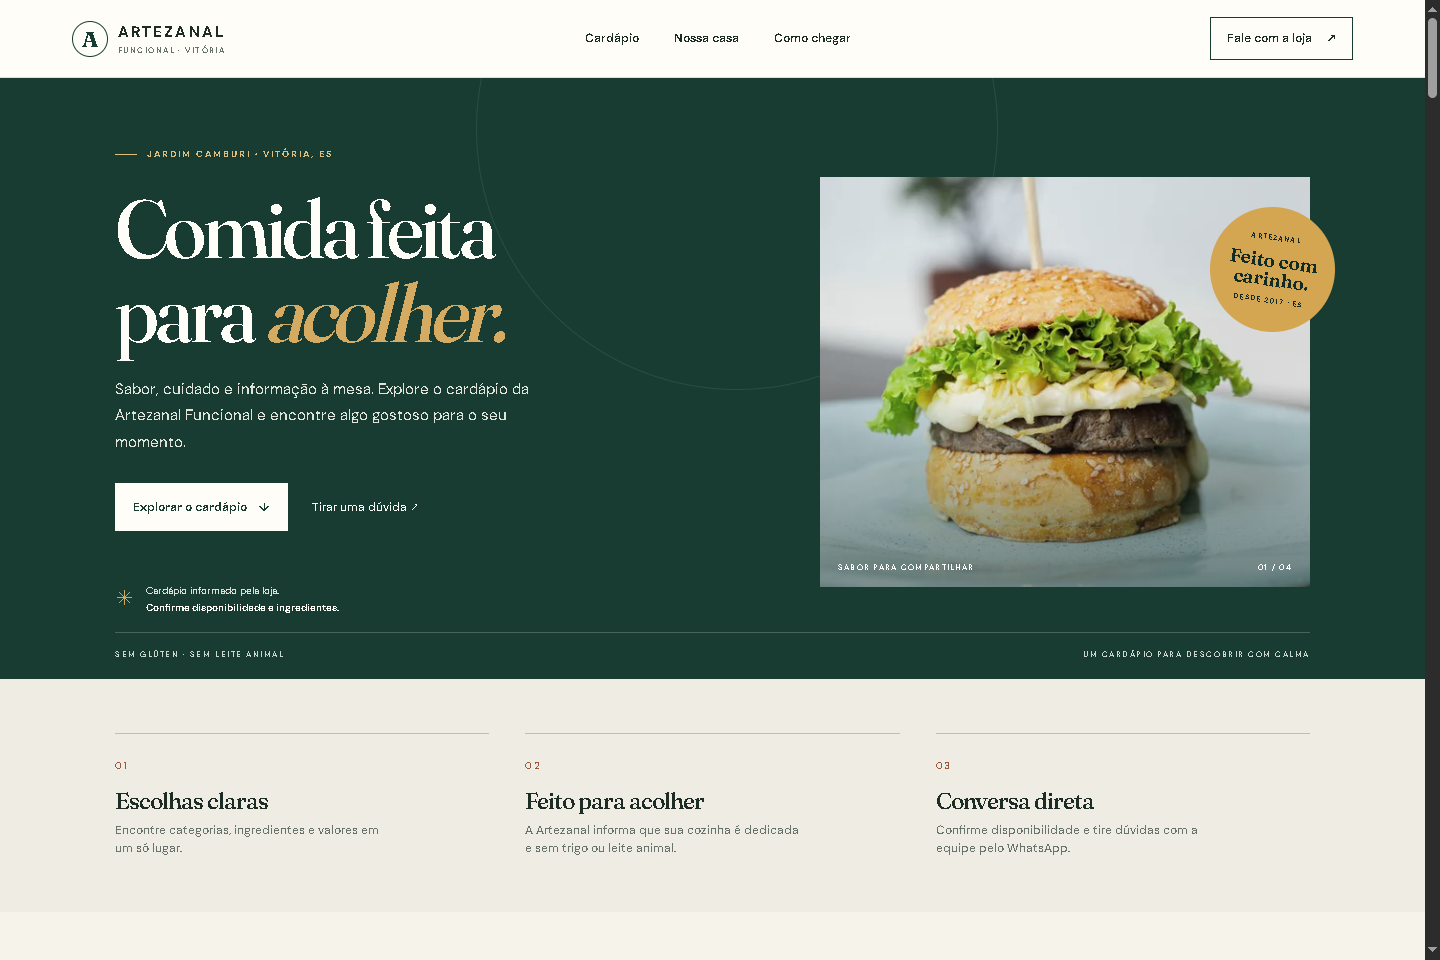 A
ARTEZANAL
FUNCIONAL · VITÓRIA
Cardápio
Nossa casa
Como chegar
Fale com a loja ↗
JARDIM CAMBURI • VITÓRIA, ES
Comida feita
para acolher.
Sabor, cuidado e informação à mesa. Explore o cardápio da
Artezanal Funcional e encontre algo gostoso para o seu
momento.
Explorar o cardápio ↓
Tirar uma dúvida ↗
Cardápio informado pela loja.
Confirme disponibilidade e ingredientes.
ARTEZANAL
Feito com
carinho.
DESDE 2017 · ES
SABOR PARA COMPARTILHAR
01 / 04
SEM GLÚTEN · SEM LEITE ANIMAL
UM CARDÁPIO PARA DESCOBRIR COM CALMA
01
Escolhas claras
Encontre categorias, ingredientes e valores em
um só lugar.
02
Feito para acolher
A Artezanal informa que sua cozinha é dedicada
e sem trigo ou leite animal.
03
Conversa direta
Confirme disponibilidade e tire dúvidas com a
equipe pelo WhatsApp.